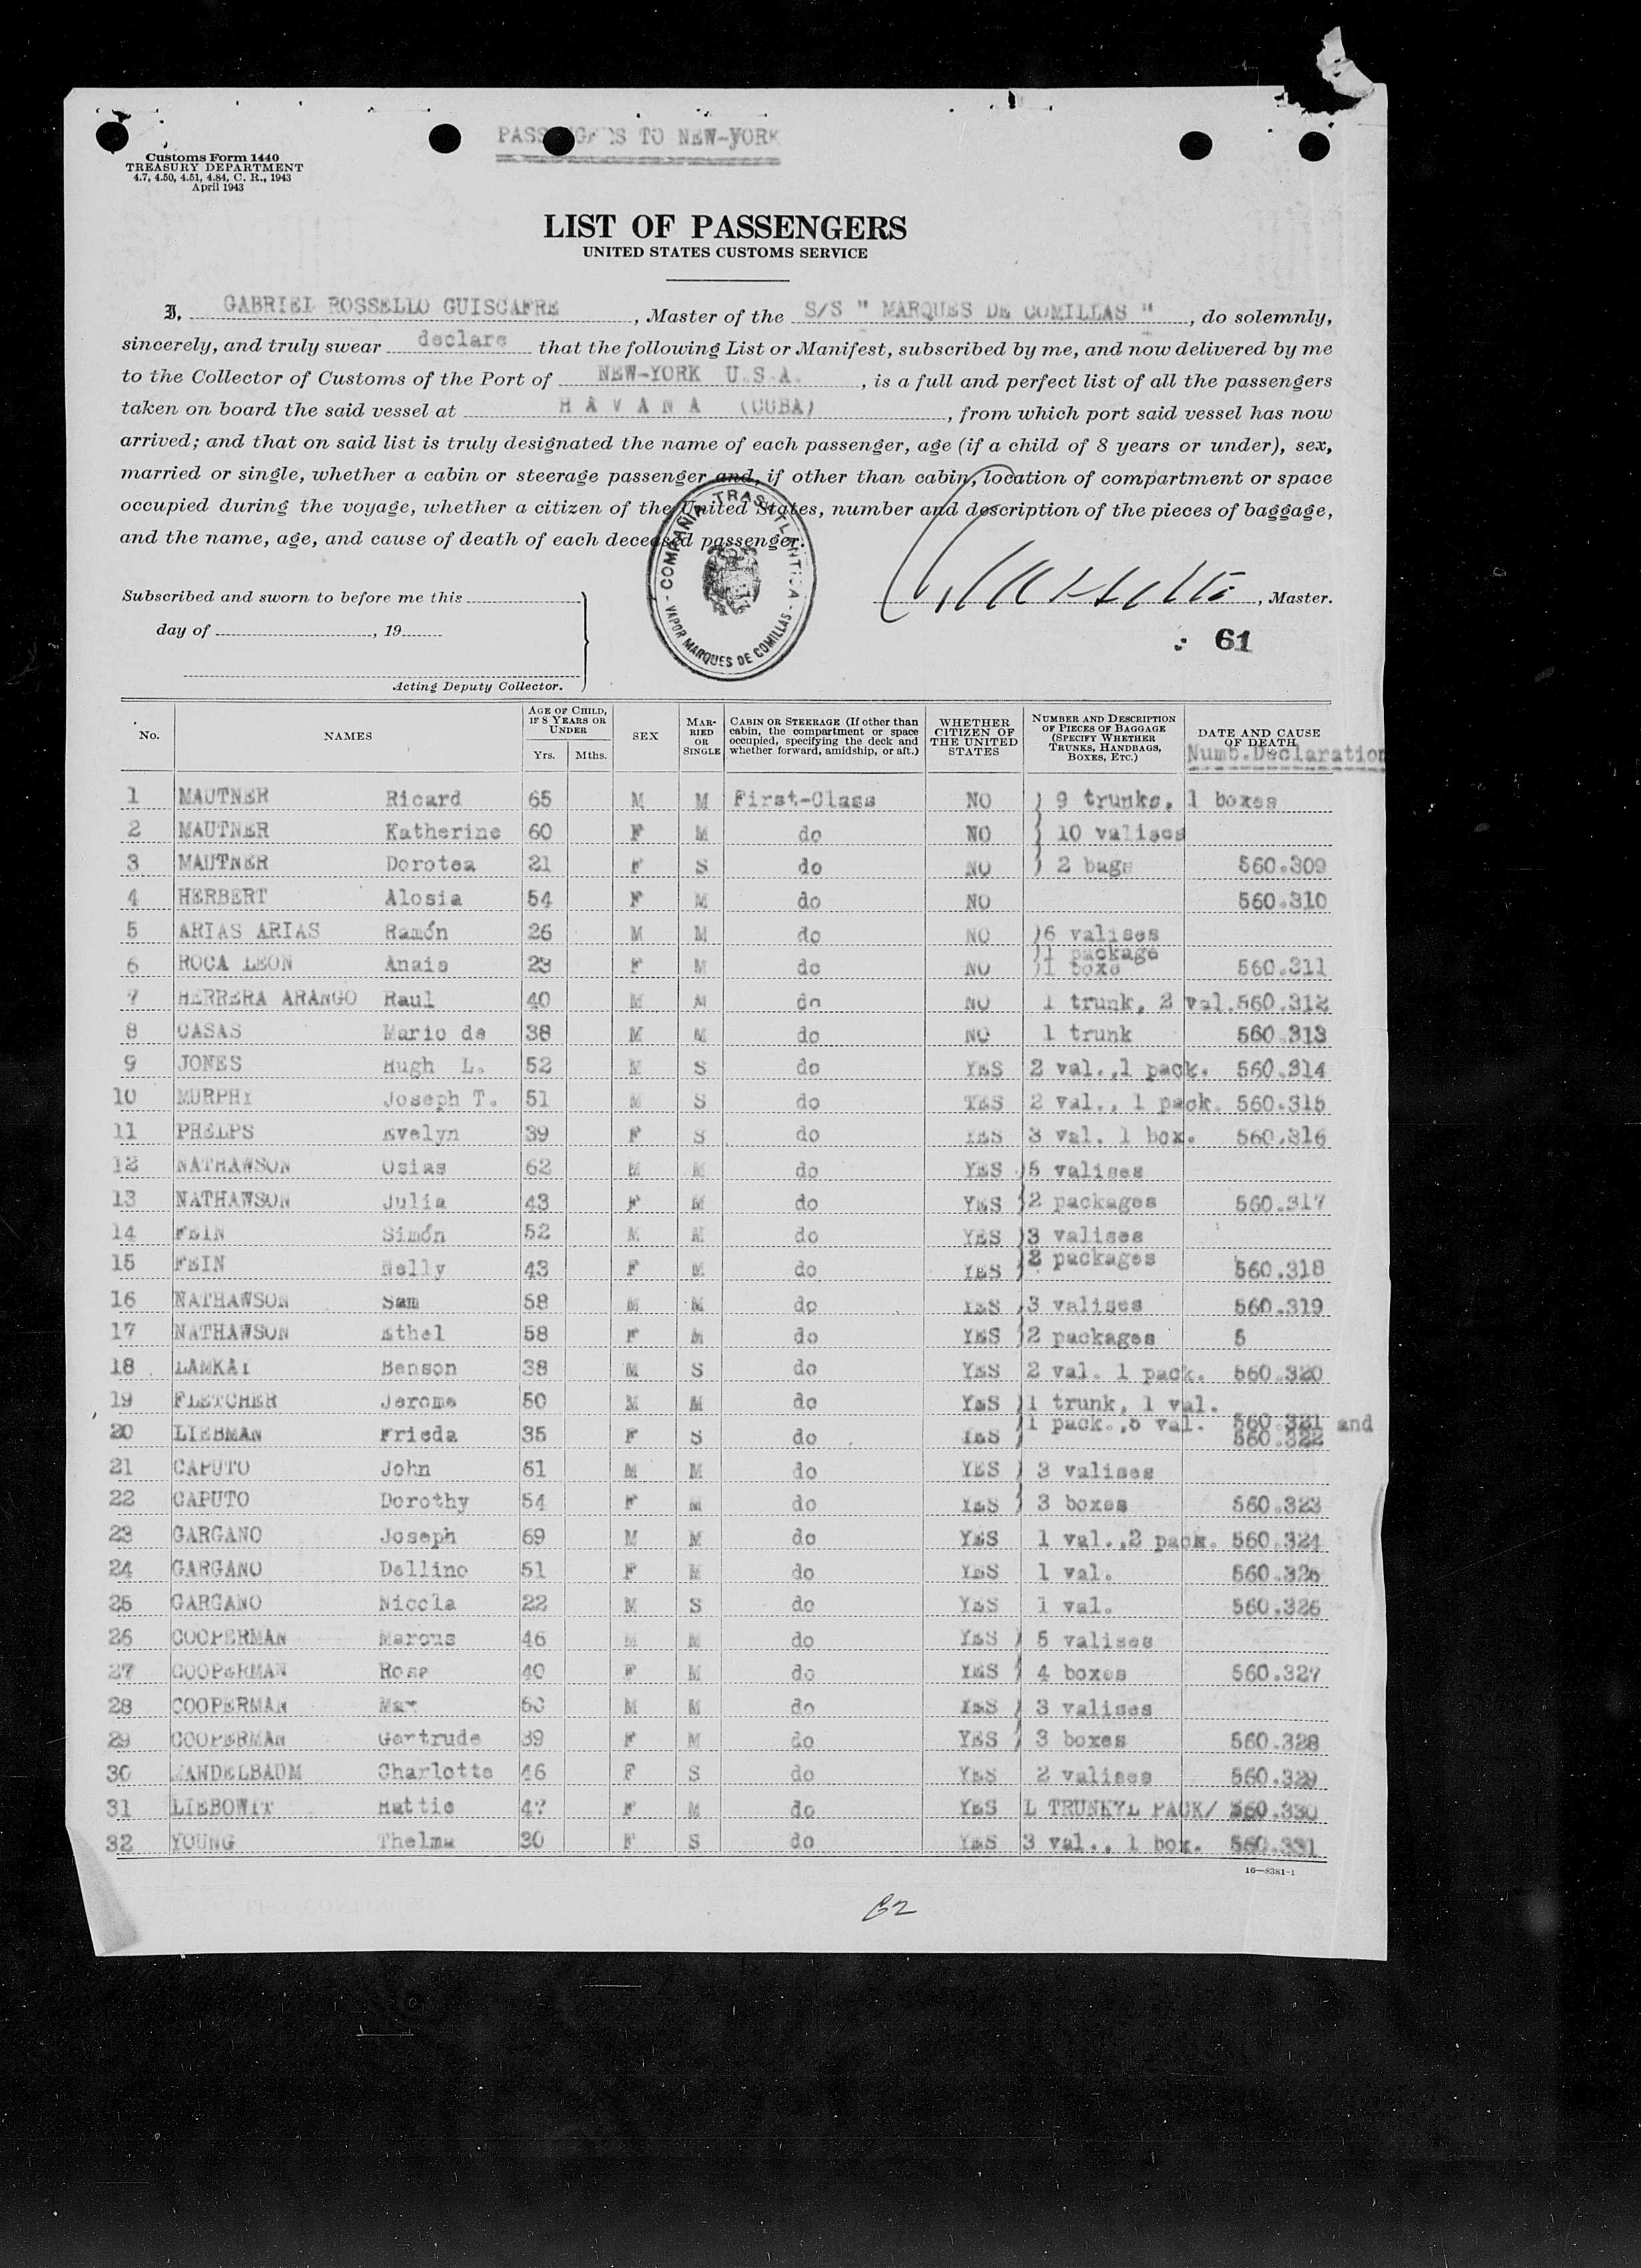 PASSENGERS TO NEW-YORK
Customs Form 1440
TREASURY DEPARTMENT
4.7, 4.50, 4.51, 4.84, C. R., 1943
April 1943
LIST OF PASSENGERS
UNITED STATES CUSTOMS SERVICE
I, GABRIEL ROSSELLO GUISCAFRE, Master of the S/S " MARQUES DE COMILLAS ", do solemnly,
sincerely, and truly swear declare that the following List or Manifest, subscribed by me, and now delivered by me
to the Collector of Customs of the Port of NEW-YORK U.S.A., is a full and perfect list of all the passengers
taken on board the said vessel at HAVANA (CUBA), from which port said vessel has now
arrived; and that on said list is truly designated the name of each passenger, age (if a child of 8 years or under), sex,
married or single, whether a cabin or steerage passenger and, if other than cabin, location of compartment or space
occupied during the voyage, whether a citizen of the United States, number and description of the pieces of baggage,
and the name, age, and cause of death of each deceased passenger.
COMPAÑIA TRASATLANTICA - VAPOR MARQUES DE COMILLAS -
Subscribed and sworn to before me this
, Master.
day of , 19
61
Acting Deputy Collector.
No. NAMES AGE OF CHILD, IF 8 YEARS OR UNDER Yrs. Mths. SEX MARRIED OR SINGLE CABIN OR STEERAGE (If other than cabin, the compartment or space occupied, specifying the deck and whether forward, amidship, or aft.) WHETHER CITIZEN OF THE UNITED STATES NUMBER AND DESCRIPTION OF PIECES OF BAGGAGE (SPECIFY WHETHER TRUNKS, HANDBAGS, BOXES, ETC.) DATE AND CAUSE OF DEATH
Numb.Declaration
1 MAUTNER Ricard 65 M M First-Class NO ) 9 trunks, 1 boxes
2 MAUTNER Katherine 60 F M do NO ) 10 valises
3 MAUTNER Dorotea 21 F S do NO ) 2 bags 560.309
4 HERBERT Alosia 54 F M do NO 560.310
5 ARIAS ARIAS Ramón 26 M M do NO )6 valises
)1 package
6 ROCA LEON Anais 23 F M do NO )1 boxe 560.311
7 HERRERA ARANGO Raul 40 M M do NO 1 trunk, 2 val. 560.312
8 CASAS Mario de 38 M M do NO 1 trunk 560.313
9 JONES Hugh L. 52 M S do YES 2 val.,1 pack. 560.314
10 MURPHY Joseph T. 51 M S do YES 2 val., 1 pack. 560.315
11 PHELPS Evelyn 39 F S do YES 3 val. 1 box. 560.316
12 NATHAWSON Osias 62 M M do YES )5 valises
13 NATHAWSON Julia 43 F M do YES )2 packages 560.317
14 FEIN Simón 52 M M do YES )3 valises
15 FEIN Nelly 43 F M do YES )2 packages 560.318
16 NATHAWSON Sam 58 M M do YES )3 valises 560.319
17 NATHAWSON Ethel 58 F M do YES )2 packages 5
18 LAMKAY Benson 38 M S do YES 2 val. 1 pack. 560.320
19 FLETCHER Jerome 50 M M do YES )1 trunk, 1 val.
20 LIEBMAN Frieda 35 F S do YES )1 pack.,5 val. 560.321 and
560.322
21 CAPUTO John 61 M M do YES ) 3 valises
22 CAPUTO Dorothy 54 F M do YES ) 3 boxes 560.323
23 GARGANO Joseph 69 M M do YES 1 val.,2 pack. 560.324
24 GARGANO Dellino 51 F M do YES 1 val. 560.325
25 GARGANO Nicola 22 M S do YES 1 val. 560.326
26 COOPERMAN Marcus 46 M M do YES ) 5 valises
27 COOPERMAN Rose 40 F M do YES ) 4 boxes 560.327
28 COOPERMAN Max 50 M M do YES ) 3 valises
29 COOPERMAN Gertrude 39 F M do YES ) 3 boxes 560.328
30 MANDELBAUM Charlotte 46 F S do YES 2 valises 560.329
31 LIEBOWIT Hattie 47 F M do YES L TRUNKYL PACK/ 560.330
32 YOUNG Thelma 30 F S do YES 3 val., 1 box. 560.331
16—8381-1